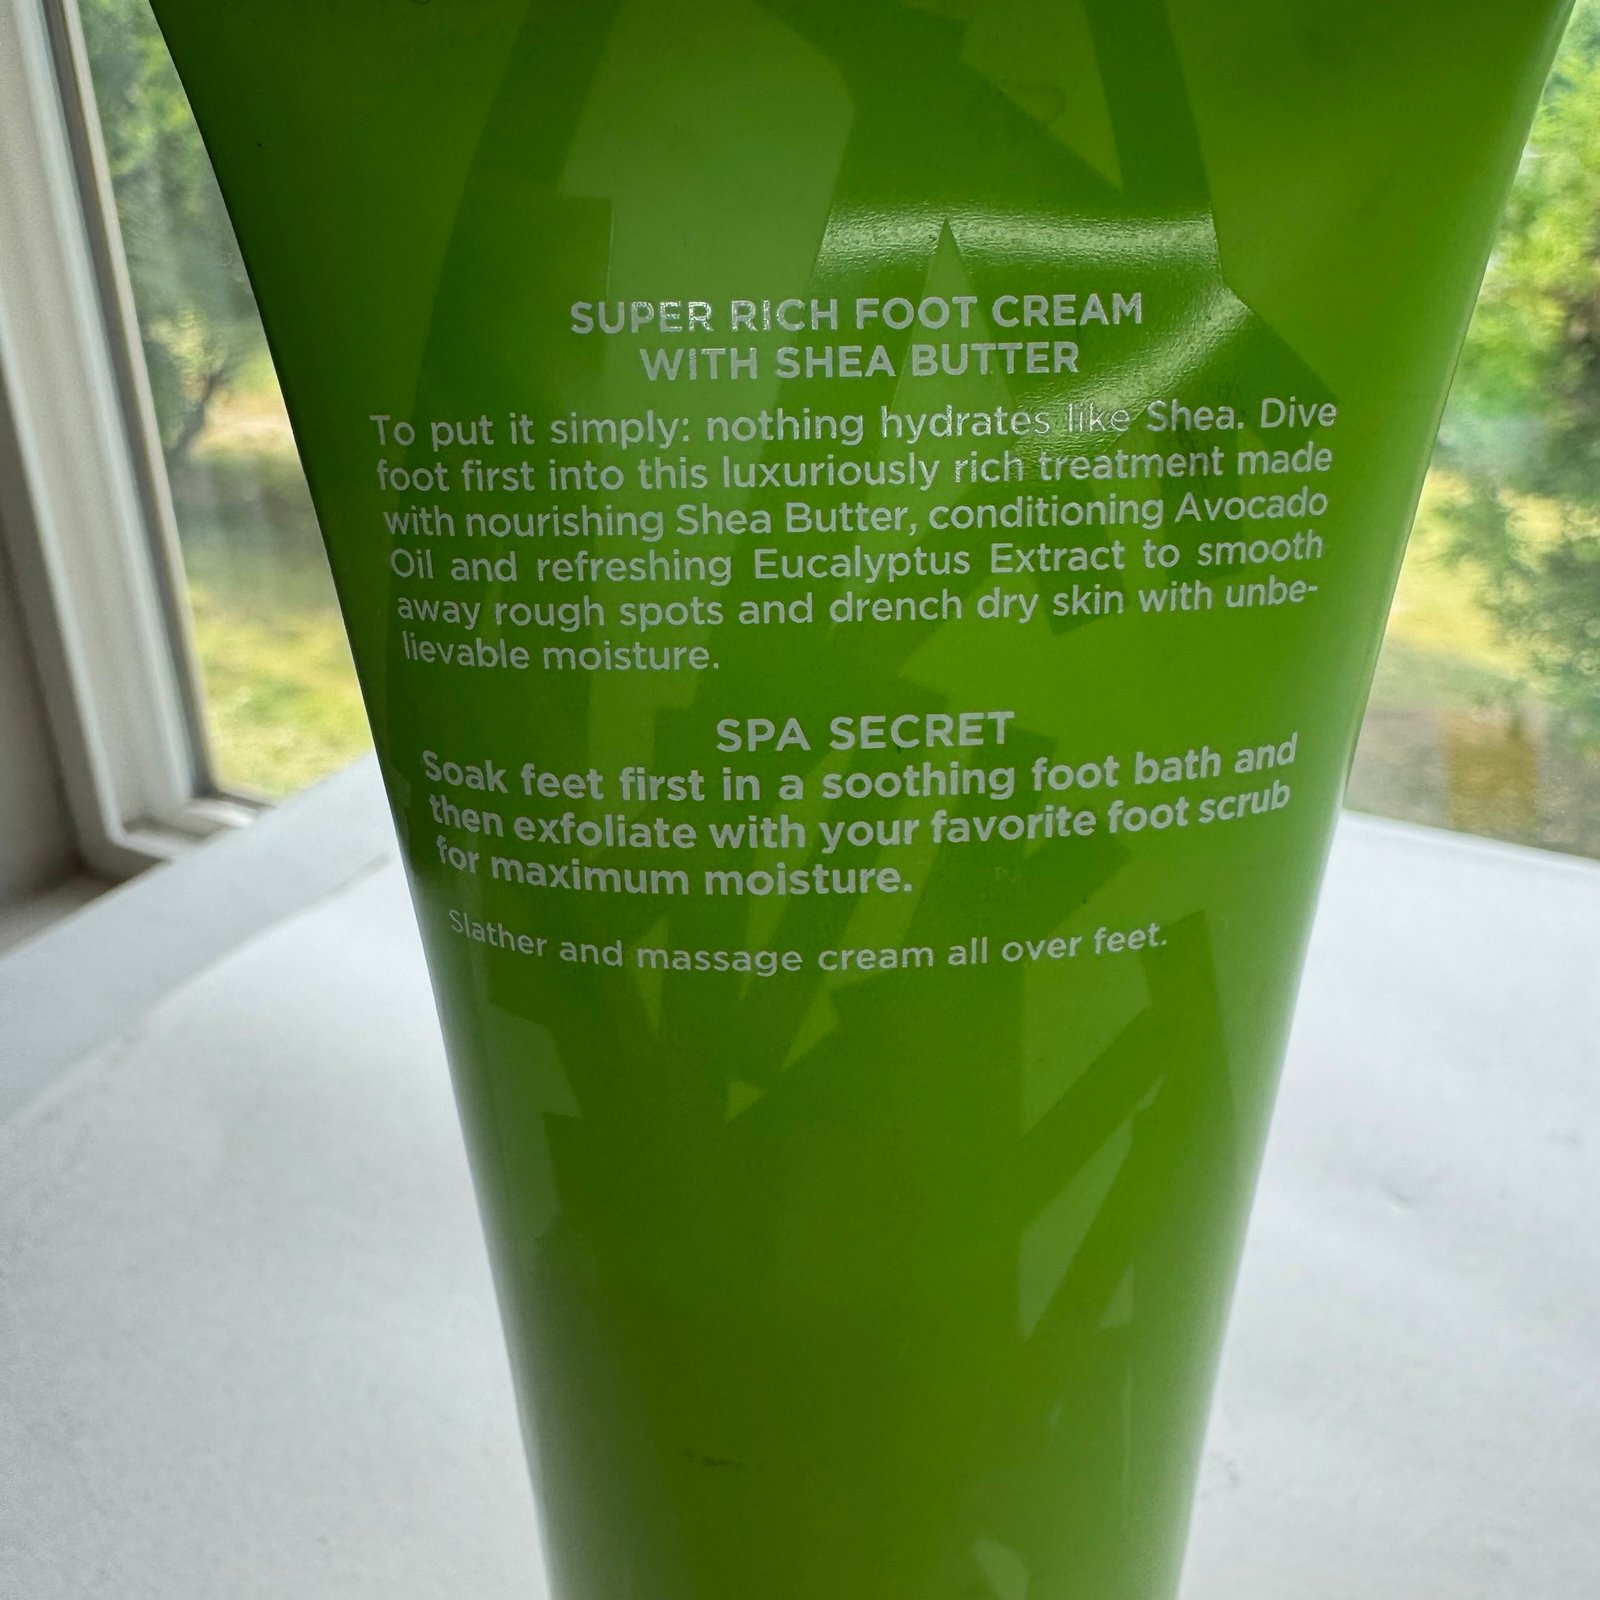 SUPER RICH FOOT CREAM
WITH SHEA BUTTER
To put it simply: nothing hydrates like Shea. Dive
foot first into this luxuriously rich treatment made
with nourishing Shea Butter, conditioning Avocado
Oil and refreshing Eucalyptus Extract to smooth
away rough spots and drench dry skin with unbe-
lievable moisture.
SPA SECRET
Soak feet first in a soothing foot bath and
then exfoliate with your favorite foot scrub
for maximum moisture.
Slather and massage cream all over feet.